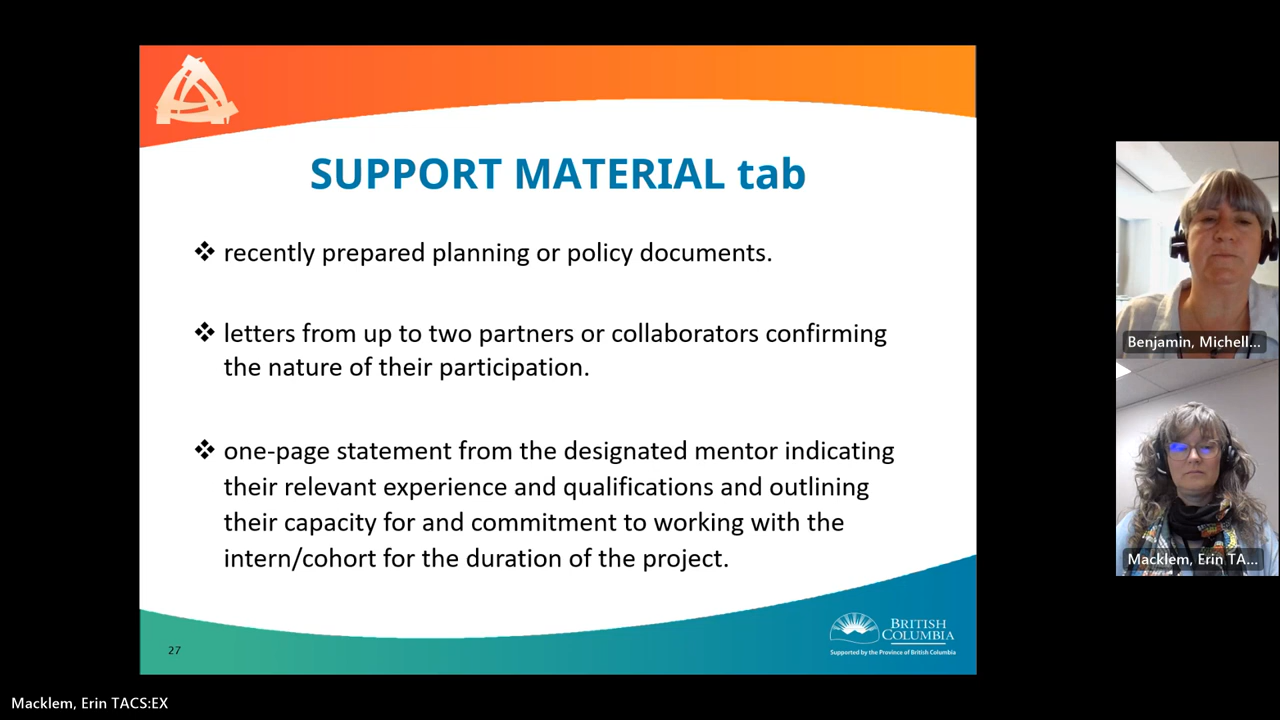 SUPPORT MATERIAL tab
❖ recently prepared planning or policy documents.
❖ letters from up to two partners or collaborators confirming
the nature of their participation.
❖ one-page statement from the designated mentor indicating
their relevant experience and qualifications and outlining
their capacity for and commitment to working with the
intern/cohort for the duration of the project.
27
BRITISH
COLUMBIA
Supported by the Province of British Columbia
Benjamin, Michell...
Macklem, Erin TA...
Macklem, Erin TACS:EX